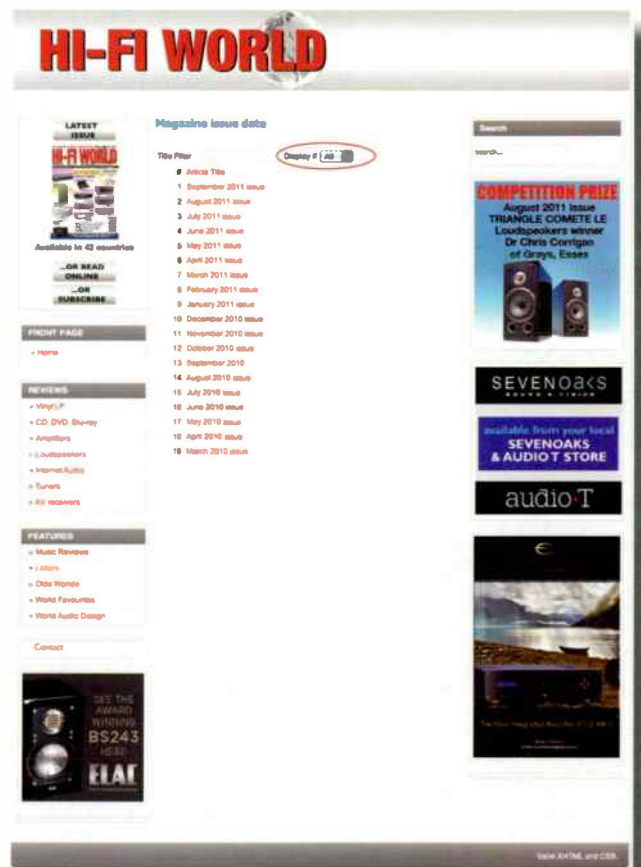 HI-FI WORLD
LATEST
ISSUE
HI-FI WORLD
Available in 42 countries
...OR READ
ONLINE
...OR
SUBSCRIBE
FRONT PAGE
Home
REVIEWS
Vinyl LP
CD, DVD, Blu-ray
Amplifiers
Loudspeakers
Internet Audio
Tuners
AV receivers
FEATURES
Music Reviews
Letters
Olde Worlde
World Favourites
World Audio Design
Contact
SEE THE
AWARD
WINNING
BS243
HERE
ELAC
Magazine issue date
Title Filter Display # All
# Article Title
1 September 2011 issue
2 August 2011 issue
3 July 2011 issue
4 June 2011 issue
5 May 2011 issue
6 April 2011 issue
7 March 2011 issue
8 February 2011 issue
9 January 2011 issue
10 December 2010 issue
11 November 2010 issue
12 October 2010 issue
13 September 2010
14 August 2010 issue
15 July 2010 issue
16 June 2010 issue
17 May 2010 issue
18 April 2010 issue
19 March 2010 issue
Search
search...
COMPETITION PRIZE
August 2011 Issue
TRIANGLE COMETE LE
Loudspeakers winner
Dr Chris Corrigan
of Grays, Essex
SEVENOAKS
SOUND & VISION
available from your local
SEVENOAKS
& AUDIO T STORE
audio T
Valid XHTML and CSS.